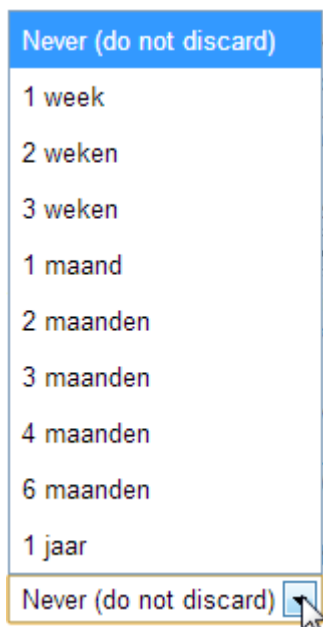 Never (do not discard)
1 week
2 weken
3 weken
1 maand
2 maanden
3 maanden
4 maanden
6 maanden
1 jaar
Never (do not discard)